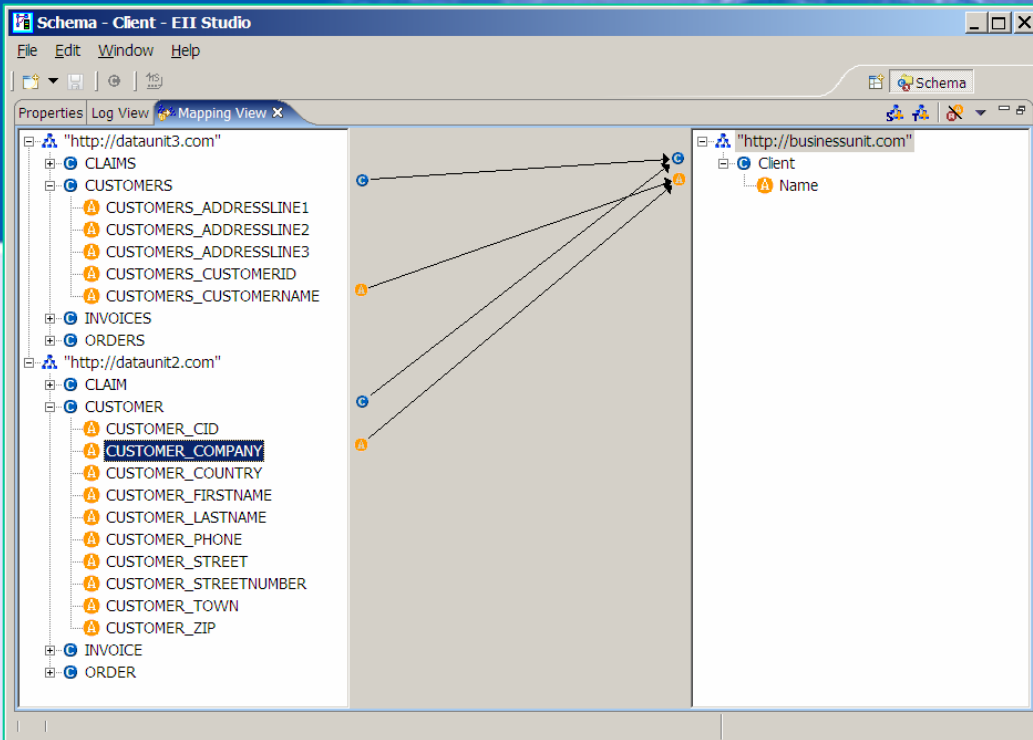 Schema - Client - EII Studio
File Edit Window Help
Schema
Properties Log View Mapping View
"http://dataunit3.com"
C CLAIMS
C CUSTOMERS
A CUSTOMERS_ADDRESSLINE1
A CUSTOMERS_ADDRESSLINE2
A CUSTOMERS_ADDRESSLINE3
A CUSTOMERS_CUSTOMERID
A CUSTOMERS_CUSTOMERNAME
C INVOICES
C ORDERS
"http://dataunit2.com"
C CLAIM
C CUSTOMER
A CUSTOMER_CID
A CUSTOMER_COMPANY
A CUSTOMER_COUNTRY
A CUSTOMER_FIRSTNAME
A CUSTOMER_LASTNAME
A CUSTOMER_PHONE
A CUSTOMER_STREET
A CUSTOMER_STREETNUMBER
A CUSTOMER_TOWN
A CUSTOMER_ZIP
C INVOICE
C ORDER
C
A
C
A
C
A
"http://businessunit.com"
C Client
A Name